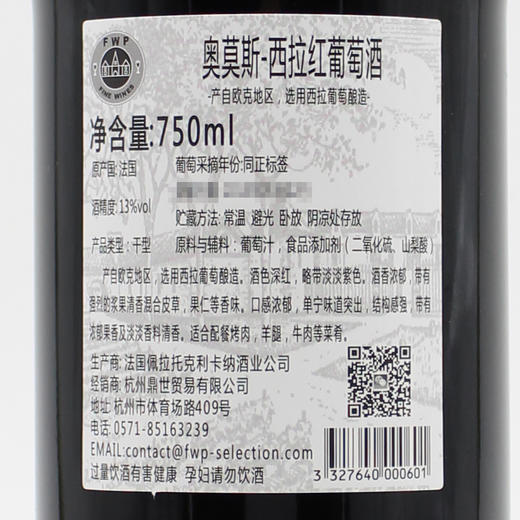 FWP
FINE WINES
奥莫斯-西拉红葡萄酒
-产自欧克地区，选用西拉葡萄酿造-
净含量:750ml
原产国:法国
葡萄采摘年份:同正标签
酒精度:13%vol
贮藏方法: 常温 避光 卧放 阴凉处存放
产品类型: 干型
原料与辅料: 葡萄汁，食品添加剂（二氧化硫、山梨酸）
产自欧克地区，选用西拉葡萄酿造。酒色深红，略带淡淡紫色。酒香浓郁，带有
强烈的浆果清香混合皮草，果仁等香味。口感浓郁，单宁味道突出，结构感强，带有
浓郁果香及淡淡香料清香。适合配餐烤肉，羊腿，牛肉等菜肴。
生产商: 法国佩拉托克利卡纳酒业公司
经销商: 杭州鼎世贸易有限公司
地址: 杭州市体育场路409号
电话: 0571-85163239
EMAIL:contact@fwp-selection.com
过量饮酒有害健康 孕妇请勿饮酒
3 327640 000601